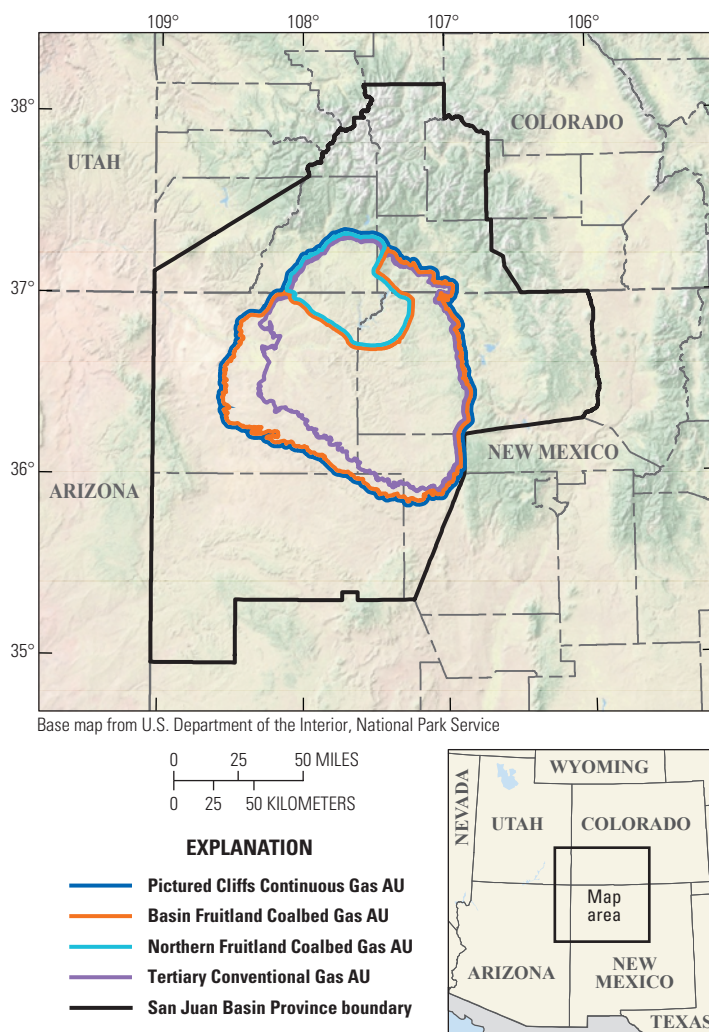 109° 108° 107° 106°
38°
COLORADO
UTAH
37°
NEW MEXICO
36°
ARIZONA
35°
Base map from U.S. Department of the Interior, National Park Service
0 25 50 MILES
0 25 50 KILOMETERS
EXPLANATION
Pictured Cliffs Continuous Gas AU
Basin Fruitland Coalbed Gas AU
Northern Fruitland Coalbed Gas AU
Tertiary Conventional Gas AU
San Juan Basin Province boundary
WYOMING
NEVADA
UTAH COLORADO
Map
area
ARIZONA NEW
MEXICO
TEXAS